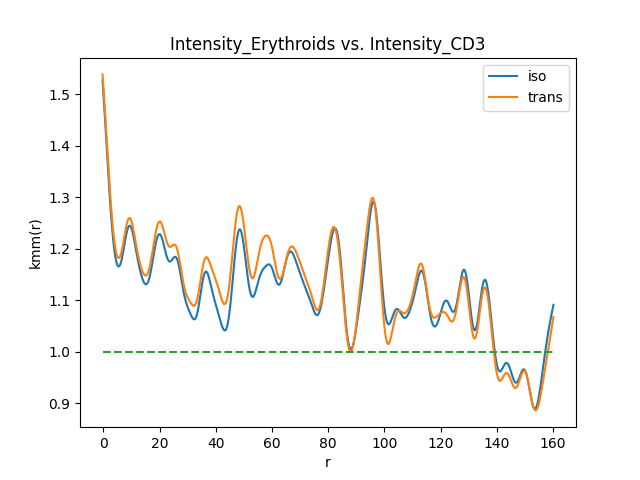 Intensity_Erythroids vs. Intensity_CD3
iso
trans
kmm(r)
1.5
1.4
1.3
1.2
1.1
1.0
0.9
0 20 40 60 80 100 120 140 160
r